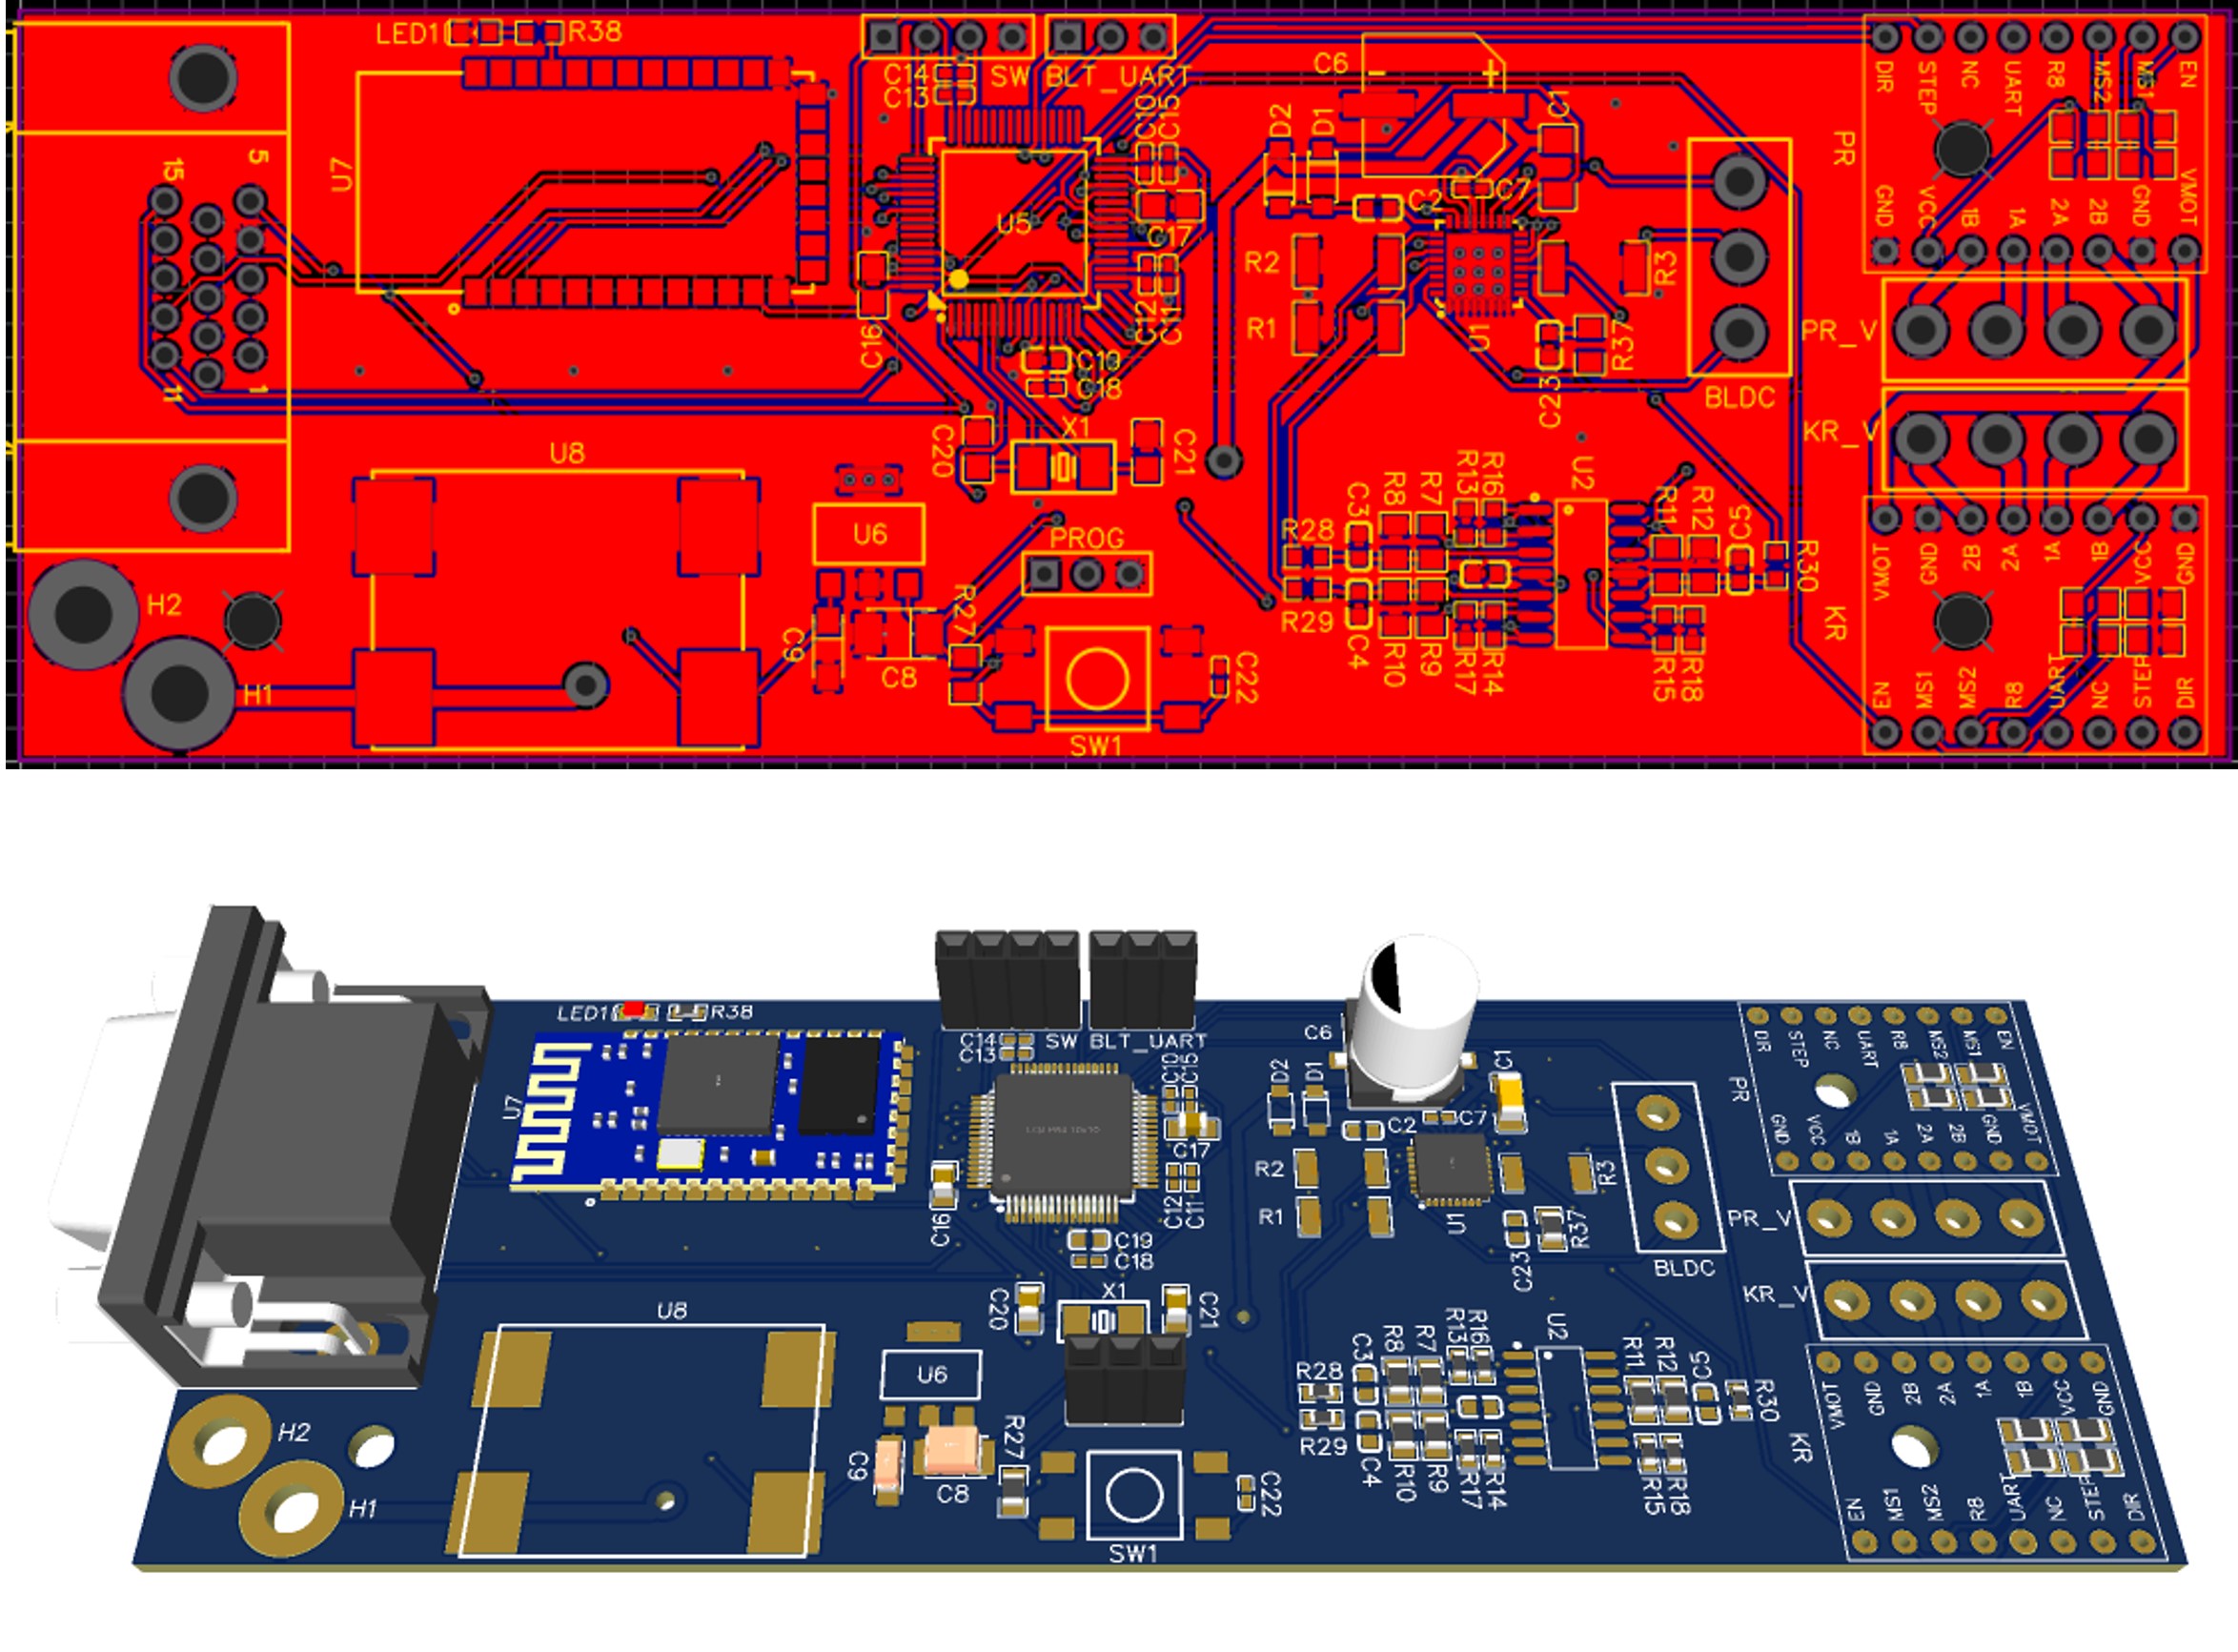 LED1
R38
C14
C13
SW
BLT_UART
C6
- +
C10
C15
D2
D1
C1
DIR
STEP
NC
UART
R8
MS2
MS1
EN
PR
GND
VCC
1B
1A
2A
2B
GND
VMOT
15
5
U7
U5
C17
C2
C7
R2
R3
R1
U1
R37
C23
C16
C12
C11
C19
C18
BLDC
PR_V
KR_V
11
1
U8
C20
X1
C21
U6
PROG
R28
C3
R8
R7
R13
R16
U2
R11
R12
C5
R30
R29
C4
R10
R9
R17
R14
R15
R18
VMOT
GND
2B
2A
1A
1B
VCC
GND
KR
EN
MS1
MS2
R8
UART
NC
STEP
DIR
H2
H1
C9
C8
R27
SW1
C22
LED1
R38
C14
C13
SW
BLT_UART
C6
C10
C15
D2
D1
C1
DIR
STEP
NC
UART
R8
MS2
MS1
EN
PR
GND
VCC
1B
1A
2A
2B
GND
VMOT
U7
C17
C2
C7
R2
R3
R1
U1
R37
C23
C16
C12
C11
C19
C18
BLDC
PR_V
KR_V
U8
C20
X1
C21
U6
R28
C3
R8
R7
R13
R16
U2
R11
R12
C5
R30
R29
C4
R10
R9
R17
R14
R15
R18
VMOT
GND
2B
2A
1A
1B
VCC
GND
KR
EN
MS1
MS2
R8
UART
NC
STEP
DIR
H2
H1
C9
C8
R27
SW1
C22